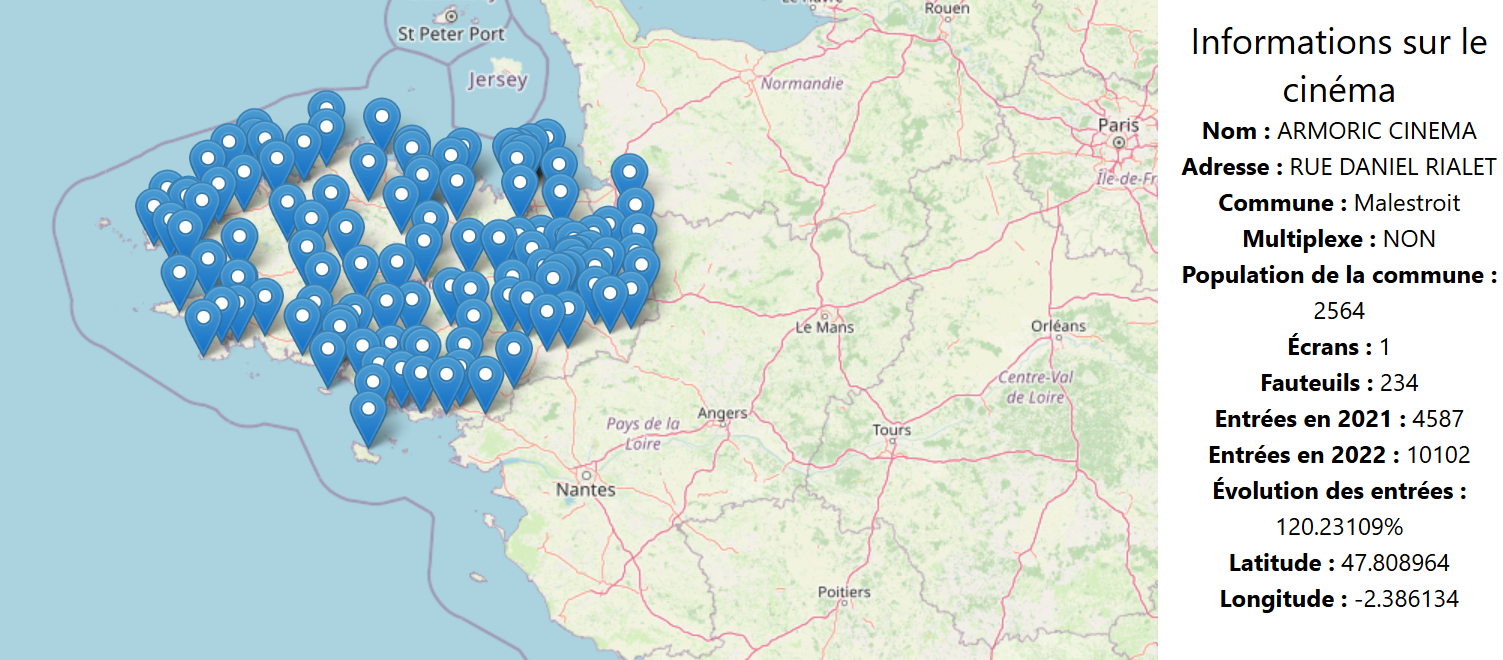 Rouen
St Peter Port
Jersey
Normandie
Paris
Île-de-Fr
Le Mans
Orléans
Centre-Val
de Loire
Angers
Pays de la
Loire
Tours
Nantes
Poitiers
Informations sur le
cinéma
Nom : ARMORIC CINEMA
Adresse : RUE DANIEL RIALET
Commune : Malestroit
Multiplexe : NON
Population de la commune :
2564
Écrans : 1
Fauteuils : 234
Entrées en 2021 : 4587
Entrées en 2022 : 10102
Évolution des entrées :
120.23109%
Latitude : 47.808964
Longitude : -2.386134